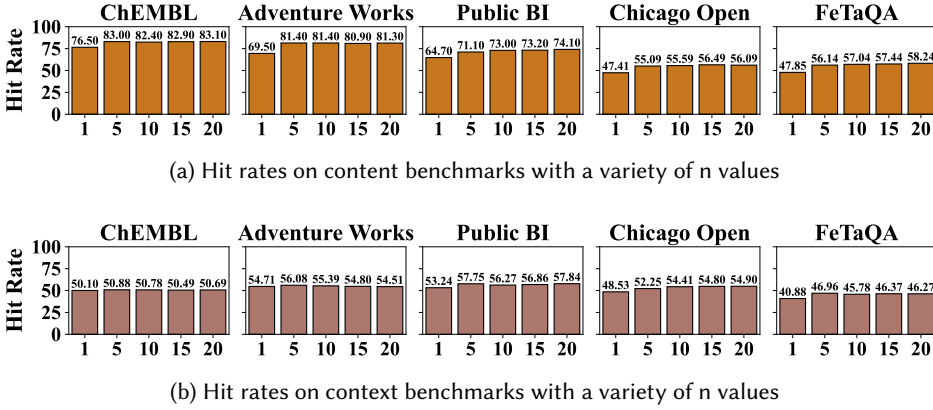 ChEMBL Adventure Works Public BI Chicago Open FeTaQA
Hit Rate
100
75
50
25
0
76.50 83.00 82.40 82.90 83.10
69.50 81.40 81.40 80.90 81.30
64.70 71.10 73.00 73.20 74.10
47.41 55.09 55.59 56.49 56.09
47.85 56.14 57.04 57.44 58.24
1 5 10 15 20 1 5 10 15 20 1 5 10 15 20 1 5 10 15 20 1 5 10 15 20
(a) Hit rates on content benchmarks with a variety of n values
ChEMBL Adventure Works Public BI Chicago Open FeTaQA
Hit Rate
100
75
50
25
0
50.10 50.88 50.78 50.49 50.69
54.71 56.08 55.39 54.80 54.51
53.24 57.75 56.27 56.86 57.84
48.53 52.25 54.41 54.80 54.90
40.88 46.96 45.78 46.37 46.27
1 5 10 15 20 1 5 10 15 20 1 5 10 15 20 1 5 10 15 20 1 5 10 15 20
(b) Hit rates on context benchmarks with a variety of n values